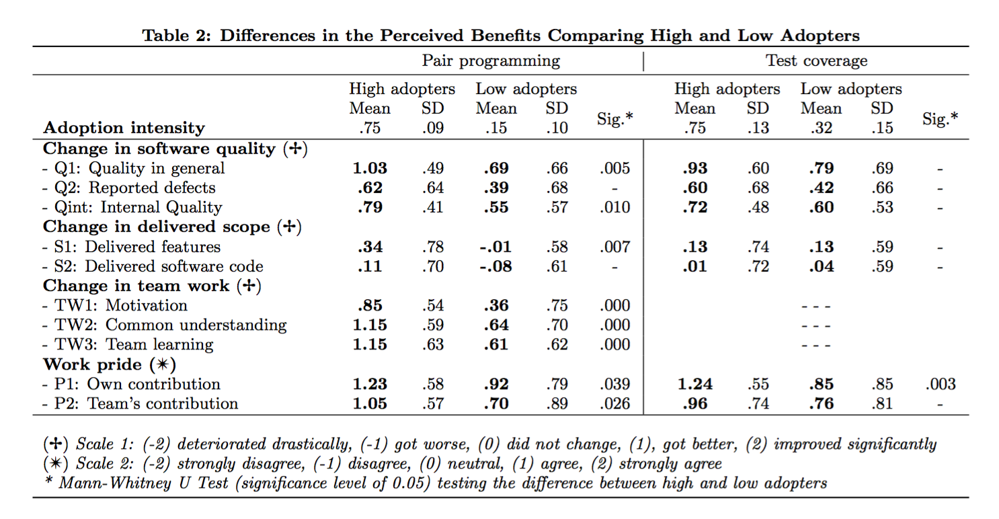 Table 2: Differences in the Perceived Benefits Comparing High and Low Adopters
Pair programming Test coverage
High adopters Low adopters High adopters Low adopters
Mean SD Mean SD Sig.* Mean SD Mean SD Sig.*
Adoption intensity .75 .09 .15 .10 .75 .13 .32 .15
Change in software quality (✢)
- Q1: Quality in general 1.03 .49 .69 .66 .005 .93 .60 .79 .69 -
- Q2: Reported defects .62 .64 .39 .68 - .60 .68 .42 .66 -
- Qint: Internal Quality .79 .41 .55 .57 .010 .72 .48 .60 .53 -
Change in delivered scope (✢)
- S1: Delivered features .34 .78 -.01 .58 .007 .13 .74 .13 .59 -
- S2: Delivered software code .11 .70 -.08 .61 - .01 .72 .04 .59 -
Change in team work (✢)
- TW1: Motivation .85 .54 .36 .75 .000 - - -
- TW2: Common understanding 1.15 .59 .64 .70 .000 - - -
- TW3: Team learning 1.15 .63 .61 .62 .000 - - -
Work pride (✴)
- P1: Own contribution 1.23 .58 .92 .79 .039 1.24 .55 .85 .85 .003
- P2: Team's contribution 1.05 .57 .70 .89 .026 .96 .74 .76 .81 -
(✢) Scale 1: (-2) deteriorated drastically, (-1) got worse, (0) did not change, (1), got better, (2) improved significantly
(✴) Scale 2: (-2) strongly disagree, (-1) disagree, (0) neutral, (1) agree, (2) strongly agree
* Mann-Whitney U Test (significance level of 0.05) testing the difference between high and low adopters